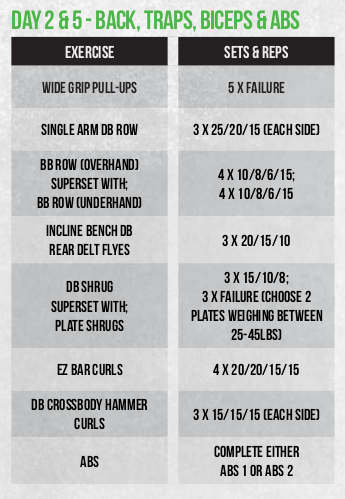 DAY 2 & 5 - BACK, TRAPS, BICEPS & ABS
EXERCISE
SETS & REPS
WIDE GRIP PULL-UPS
5 X FAILURE
SINGLE ARM DB ROW
3 X 25/20/15 (EACH SIDE)
BB ROW (OVERHAND)
SUPERSET WITH;
BB ROW (UNDERHAND)
4 X 10/8/6/15;
4 X 10/8/6/15
INCLINE BENCH DB
REAR DELT FLYES
3 X 20/15/10
DB SHRUG
SUPERSET WITH;
PLATE SHRUGS
3 X 15/10/8;
3 X FAILURE (CHOOSE 2
PLATES WEIGHING BETWEEN
25-45LBS)
EZ BAR CURLS
4 X 20/20/15/15
DB CROSSBODY HAMMER
CURLS
3 X 15/15/15 (EACH SIDE)
ABS
COMPLETE EITHER
ABS 1 OR ABS 2